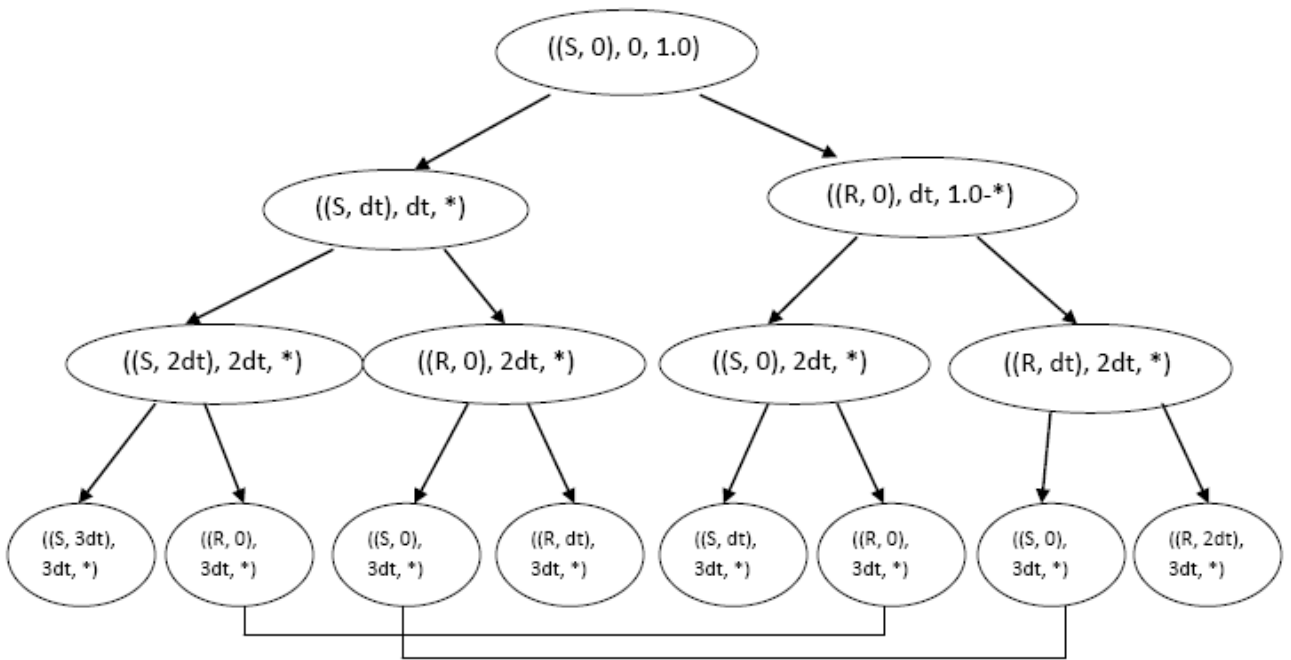 ((S, 0), 0, 1.0)
((S, dt), dt, *)
((R, 0), dt, 1.0-*)
((S, 2dt), 2dt, *)
((R, 0), 2dt, *)
((S, 0), 2dt, *)
((R, dt), 2dt, *)
((S, 3dt),
3dt, *)
((R, 0),
3dt, *)
((S, 0),
3dt, *)
((R, dt),
3dt, *)
((S, dt),
3dt, *)
((R, 0),
3dt, *)
((S, 0),
3dt, *)
((R, 2dt),
3dt, *)